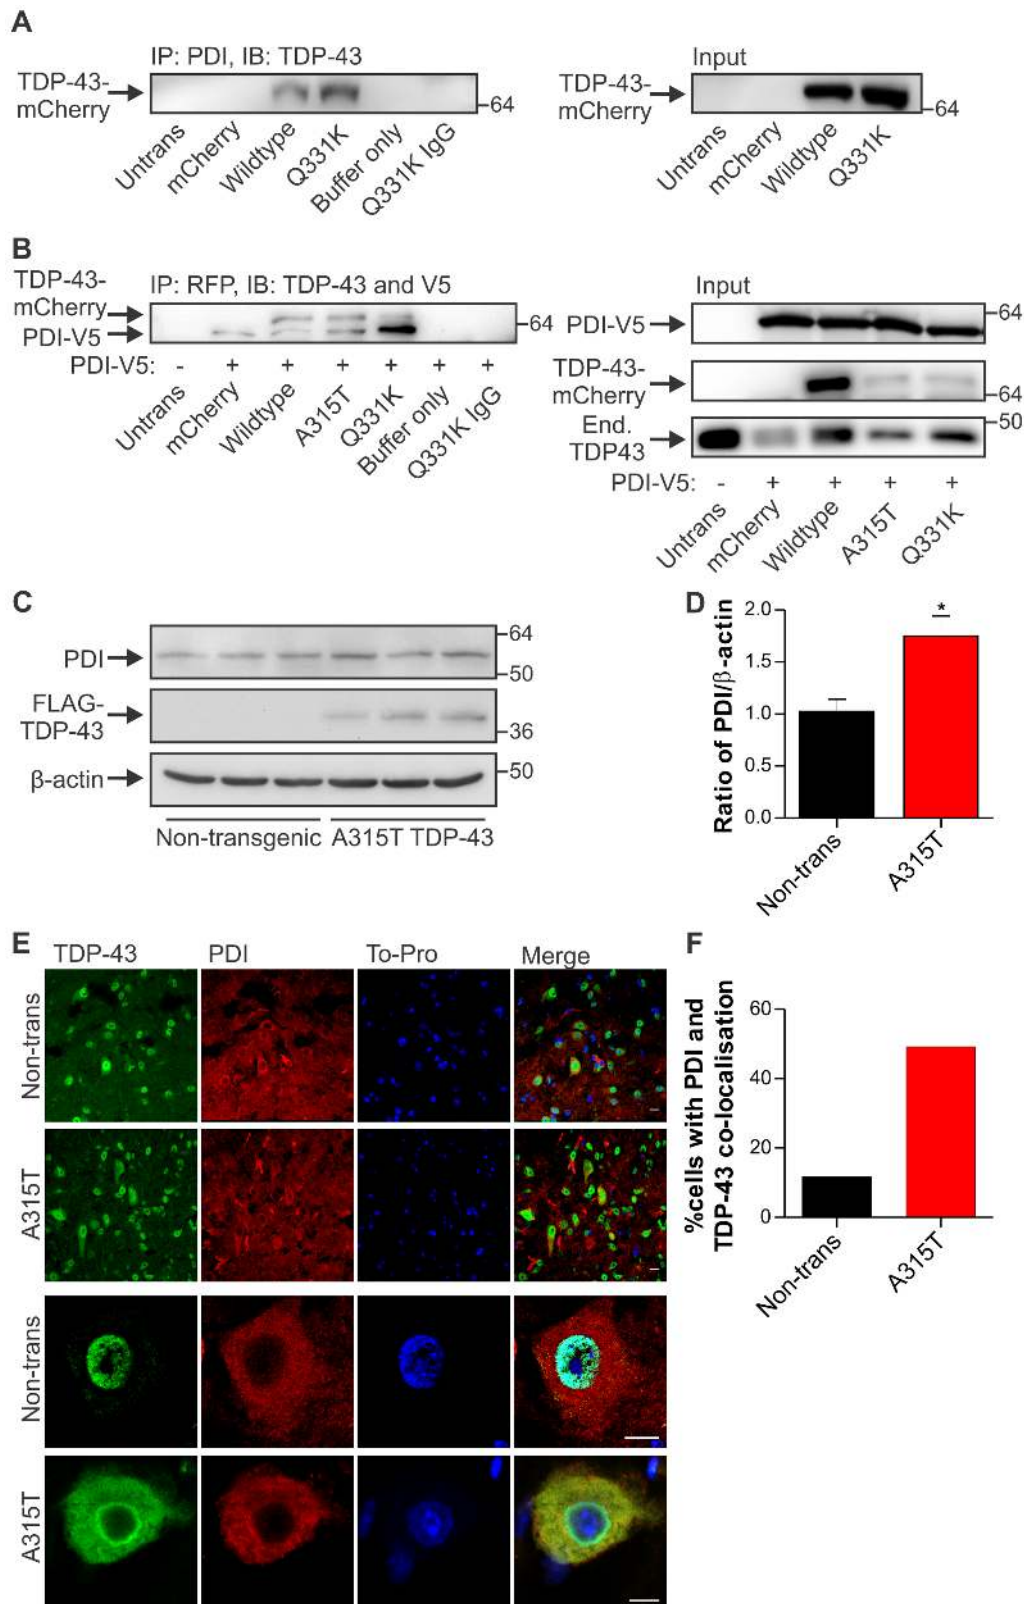 A
IP: PDI, IB: TDP-43
TDP-43-
mCherry
64
Untrans
mCherry
Wildtype
Q331K
Buffer only
Q331K IgG
Input
TDP-43-
mCherry
64
Untrans
mCherry
Wildtype
Q331K
B
IP: RFP, IB: TDP-43 and V5
TDP-43-
mCherry
PDI-V5
64
PDI-V5: - + + + + + +
Untrans
mCherry
Wildtype
A315T
Q331K
Buffer only
Q331K IgG
Input
PDI-V5
64
TDP-43-
mCherry
64
End.
TDP43
50
PDI-V5: - + + + +
Untrans
mCherry
Wildtype
A315T
Q331K
C
PDI
64
50
FLAG-
TDP-43
36
β-actin
50
Non-transgenic A315T TDP-43
D
Ratio of PDI/β-actin
2.0
1.5
1.0
0.5
0.0
*
Non-trans
A315T
E
TDP-43 PDI To-Pro Merge
Non-trans
A315T
Non-trans
A315T
F
%cells with PDI and
TDP-43 co-localisation
60
40
20
0
Non-trans
A315T